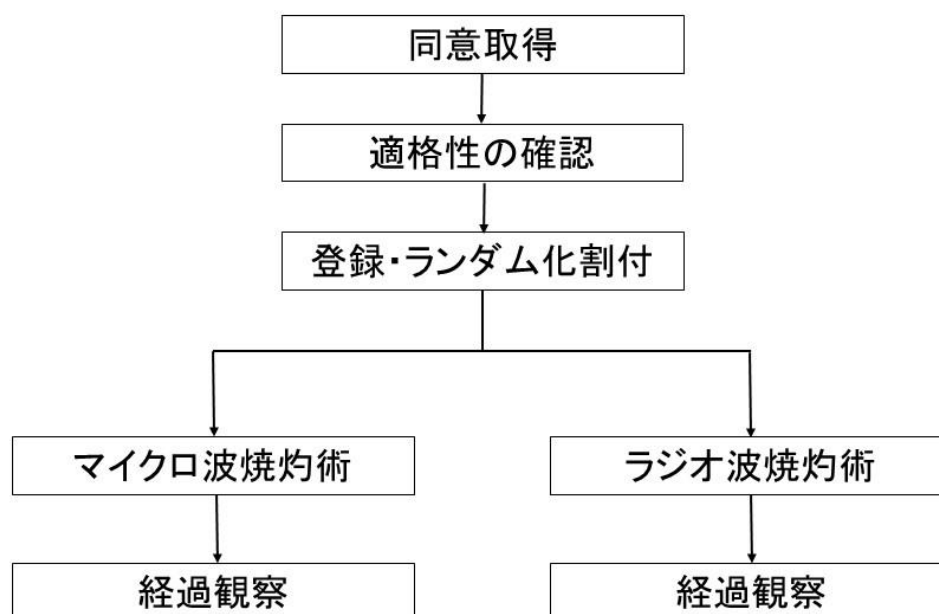 同意取得
適格性の確認
登録・ランダム化割付
マイクロ波焼灼術
ラジオ波焼灼術
経過観察
経過観察